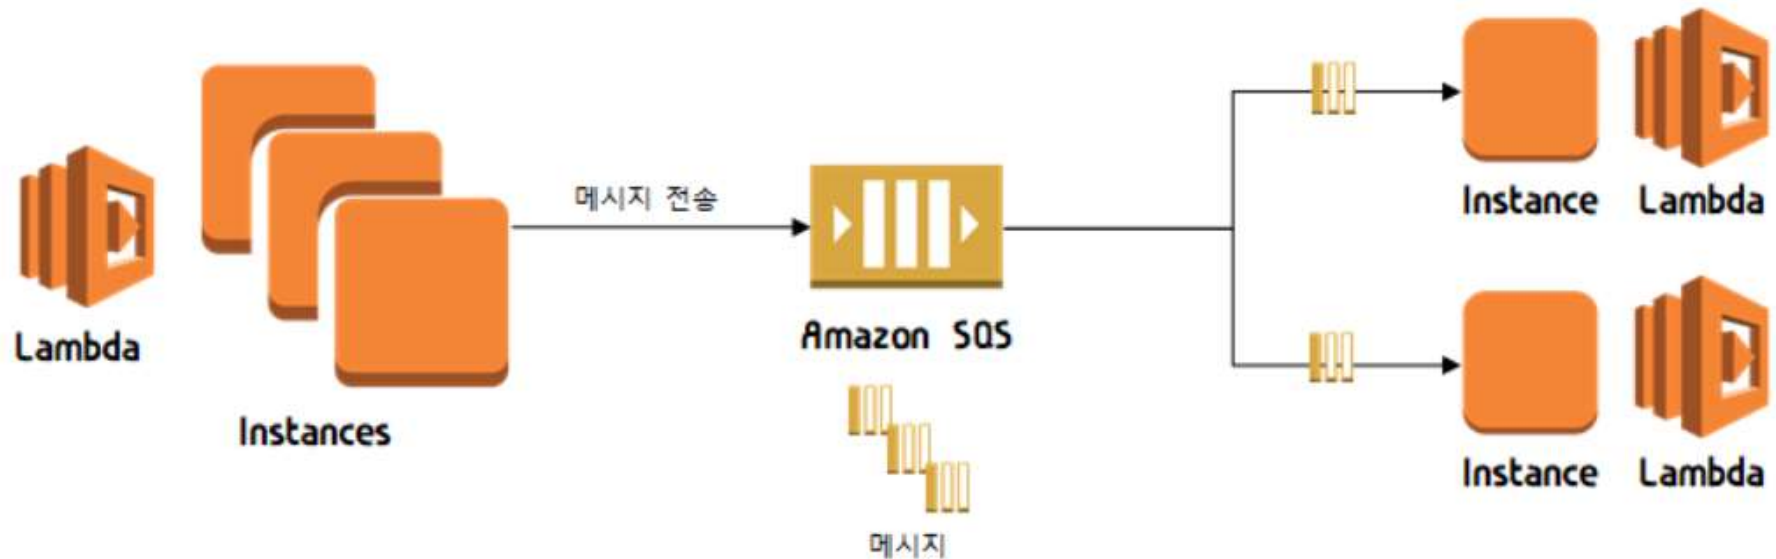 Lambda
Instances
메시지 전송
Amazon SQS
메시지
Instance Lambda
Instance Lambda